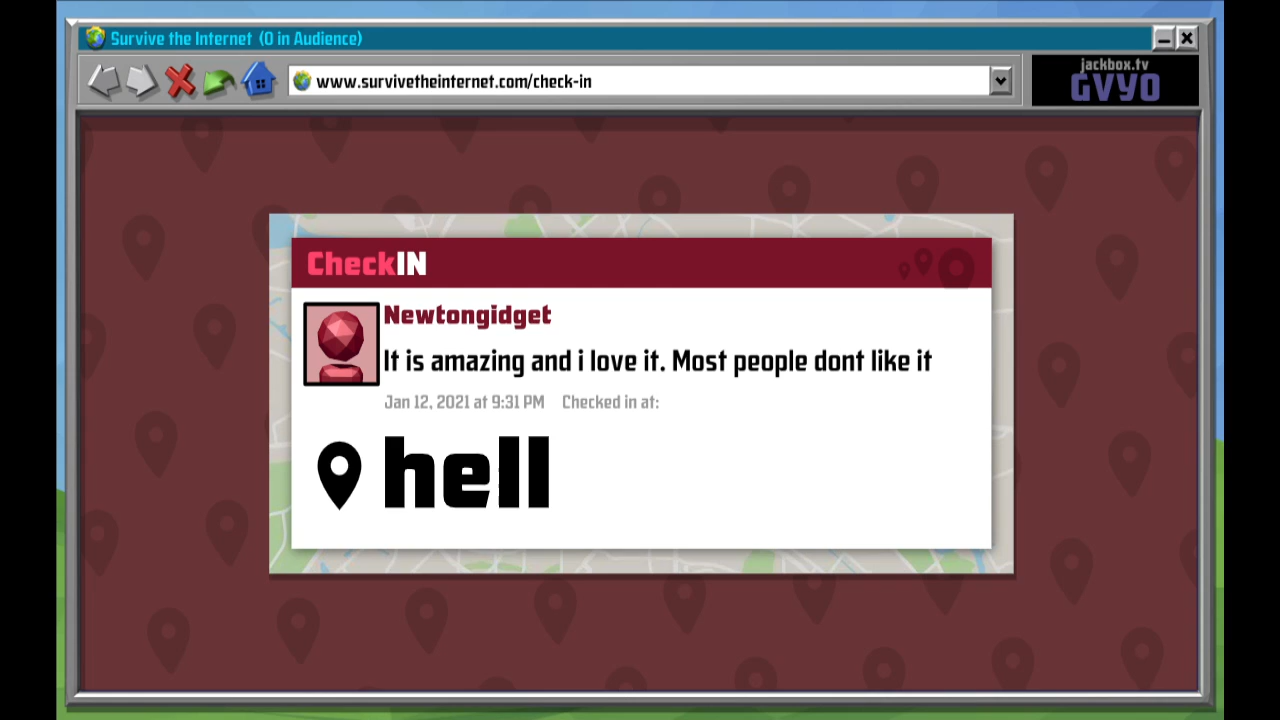 Survive the Internet (0 in Audience)
www.survivetheinternet.com/check-in
jackbox.tv
GVYO
CheckIN
Newtongidget
It is amazing and i love it. Most people dont like it
Jan 12, 2021 at 9:31 PM Checked in at:
hell